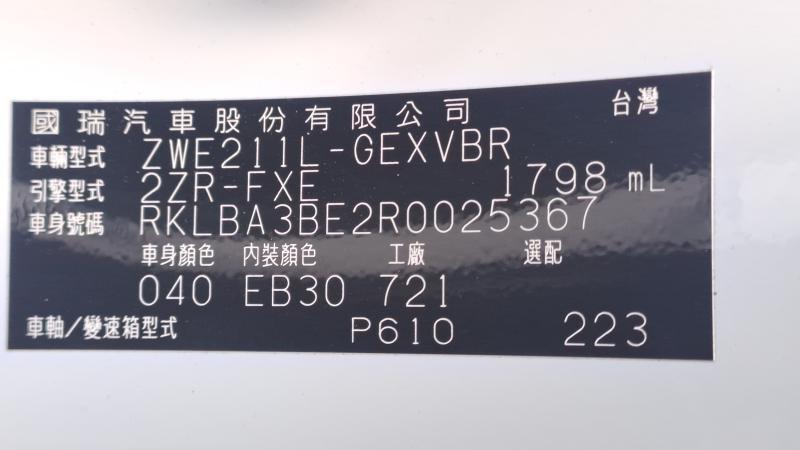 國瑞汽車股份有限公司 台灣
車輛型式 ZWE211L-GEXVBR
引擎型式 2ZR-FXE 1798 mL
車身號碼 RKLBA3BE2R0025367
車身顏色 內裝顏色 工廠 選配
040 EB30 721
車軸/變速箱型式 P610 223